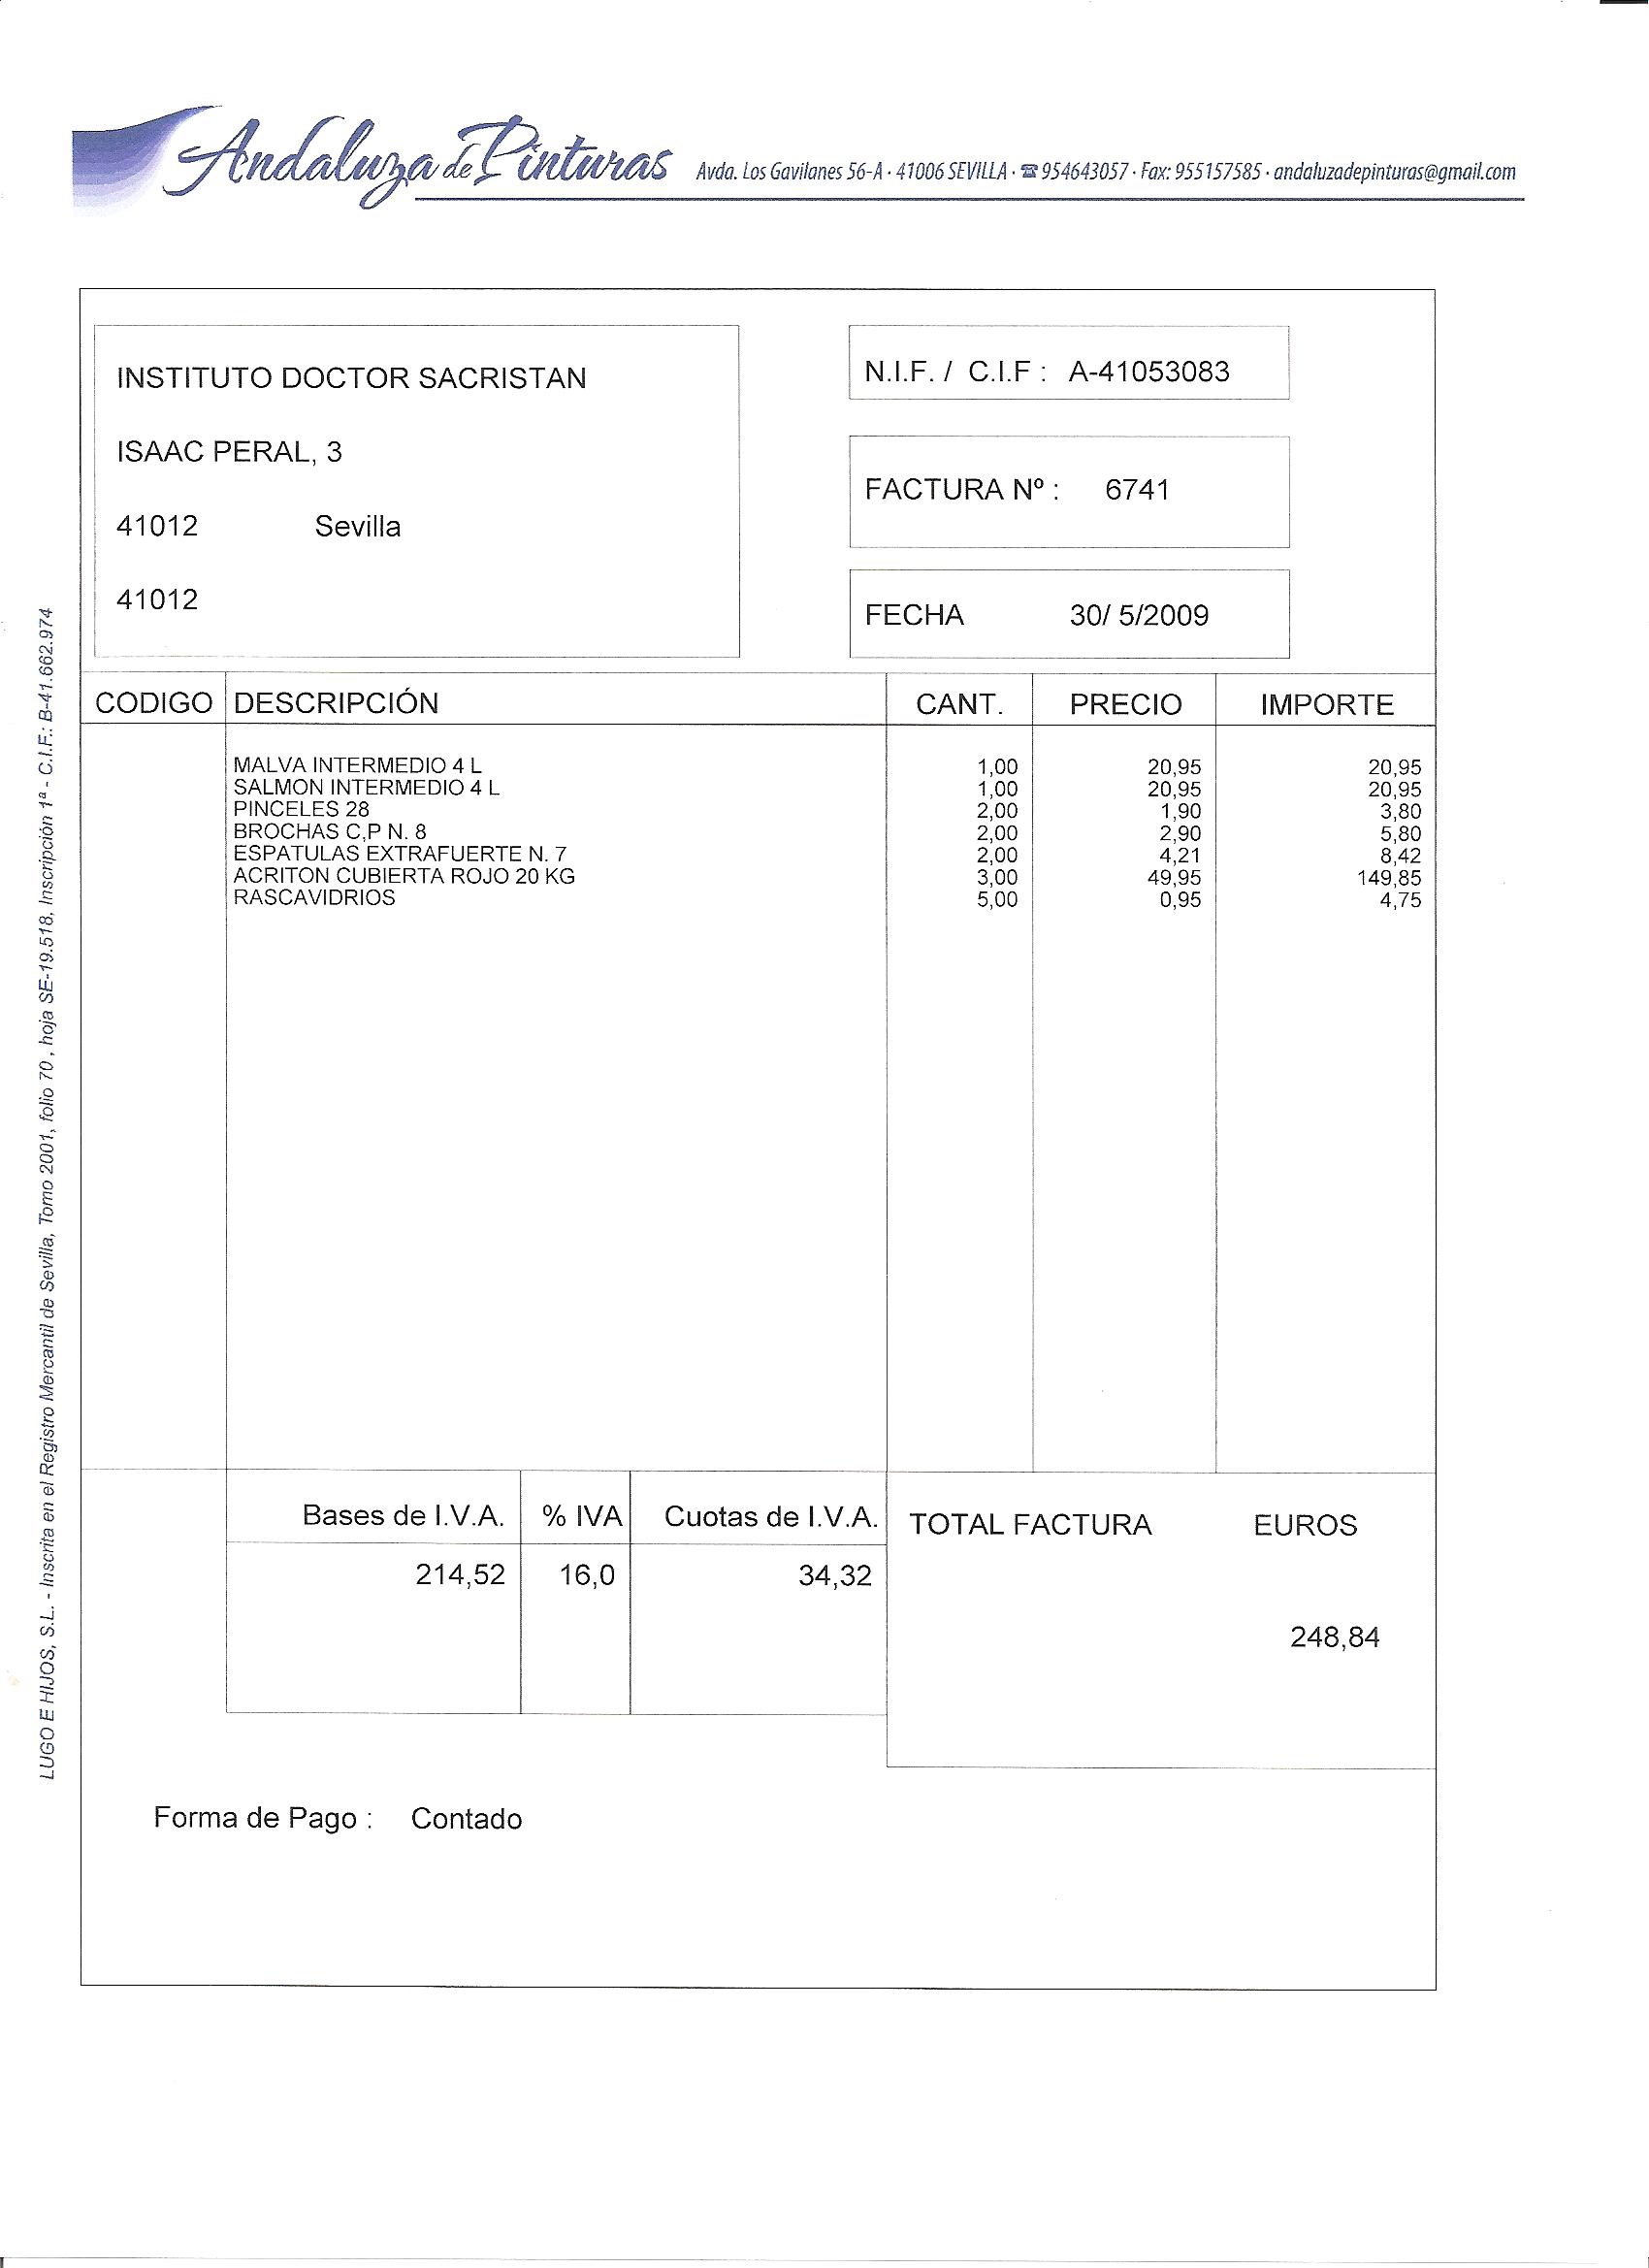 Andaluza de Pinturas Avda. Los Gavilanes 56-A · 41006 SEVILLA · ☎ 954643057 · Fax: 955157585 · andaluzadepinturas@gmail.com
INSTITUTO DOCTOR SACRISTAN
ISAAC PERAL, 3
41012 Sevilla
41012
N.I.F. / C.I.F : A-41053083
FACTURA Nº : 6741
FECHA 30/ 5/2009
CODIGO DESCRIPCIÓN CANT. PRECIO IMPORTE
MALVA INTERMEDIO 4 L 1,00 20,95 20,95
SALMON INTERMEDIO 4 L 1,00 20,95 20,95
PINCELES 28 2,00 1,90 3,80
BROCHAS C,P N. 8 2,00 2,90 5,80
ESPATULAS EXTRAFUERTE N. 7 2,00 4,21 8,42
ACRITON CUBIERTA ROJO 20 KG 3,00 49,95 149,85
RASCAVIDRIOS 5,00 0,95 4,75
Bases de I.V.A. % IVA Cuotas de I.V.A. TOTAL FACTURA EUROS
214,52 16,0 34,32
248,84
Forma de Pago : Contado
LUGO E HIJOS, S.L. - Inscrita en el Registro Mercantil de Sevilla, Tomo 2001, folio 70, hoja SE-19.518, Inscripción 1ª - C.I.F.: B-41.662.974